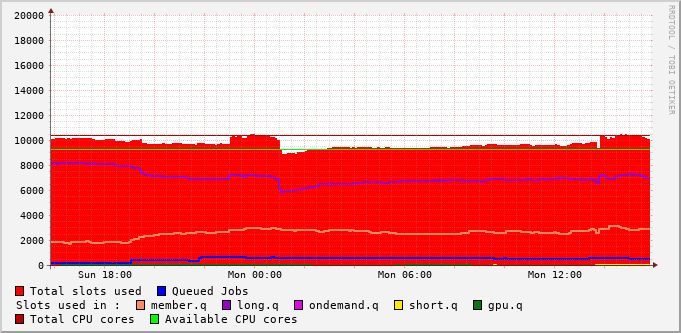 20000
18000
16000
14000
12000
10000
8000
6000
4000
2000
0
Sun 18:00 Mon 00:00 Mon 06:00 Mon 12:00
RRDTOOL / TOBI OETIKER
Total slots used Queued Jobs
Slots used in : member.q long.q ondemand.q short.q gpu.q
Total CPU cores Available CPU cores